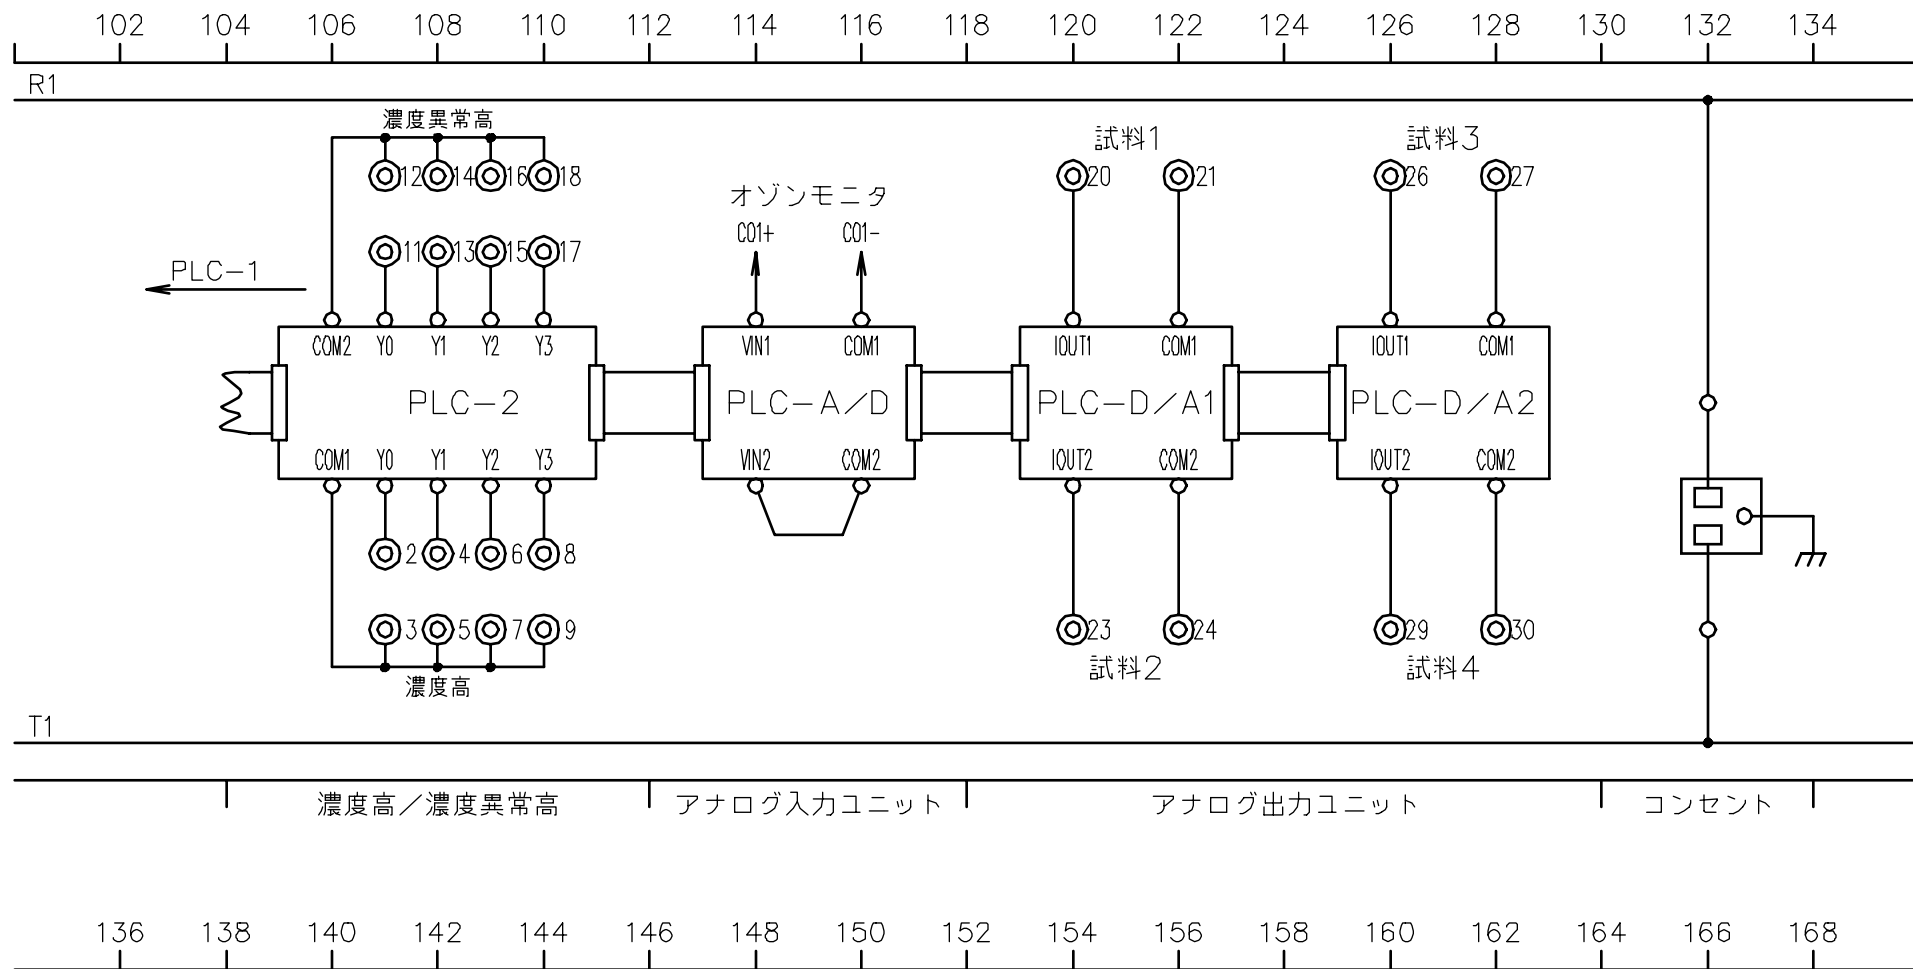 102 104 106 108 110 112 114 116 118 120 122 124 126 128 130 132 134
R1
濃度異常高
試料1 試料3
12 14 16 18 20 21 26 27
オゾンモニタ
CO1+ CO1-
11 13 15 17
PLC-1
COM2 Y0 Y1 Y2 Y3 VIN1 COM1 IOUT1 COM1 IOUT1 COM1
PLC-2 PLC-A/D PLC-D/A1 PLC-D/A2
COM1 Y0 Y1 Y2 Y3 VIN2 COM2 IOUT2 COM2 IOUT2 COM2
2 4 6 8
3 5 7 9 23 24 29 30
試料2 試料4
濃度高
T1
濃度高/濃度異常高 アナログ入力ユニット アナログ出力ユニット コンセント
136 138 140 142 144 146 148 150 152 154 156 158 160 162 164 166 168